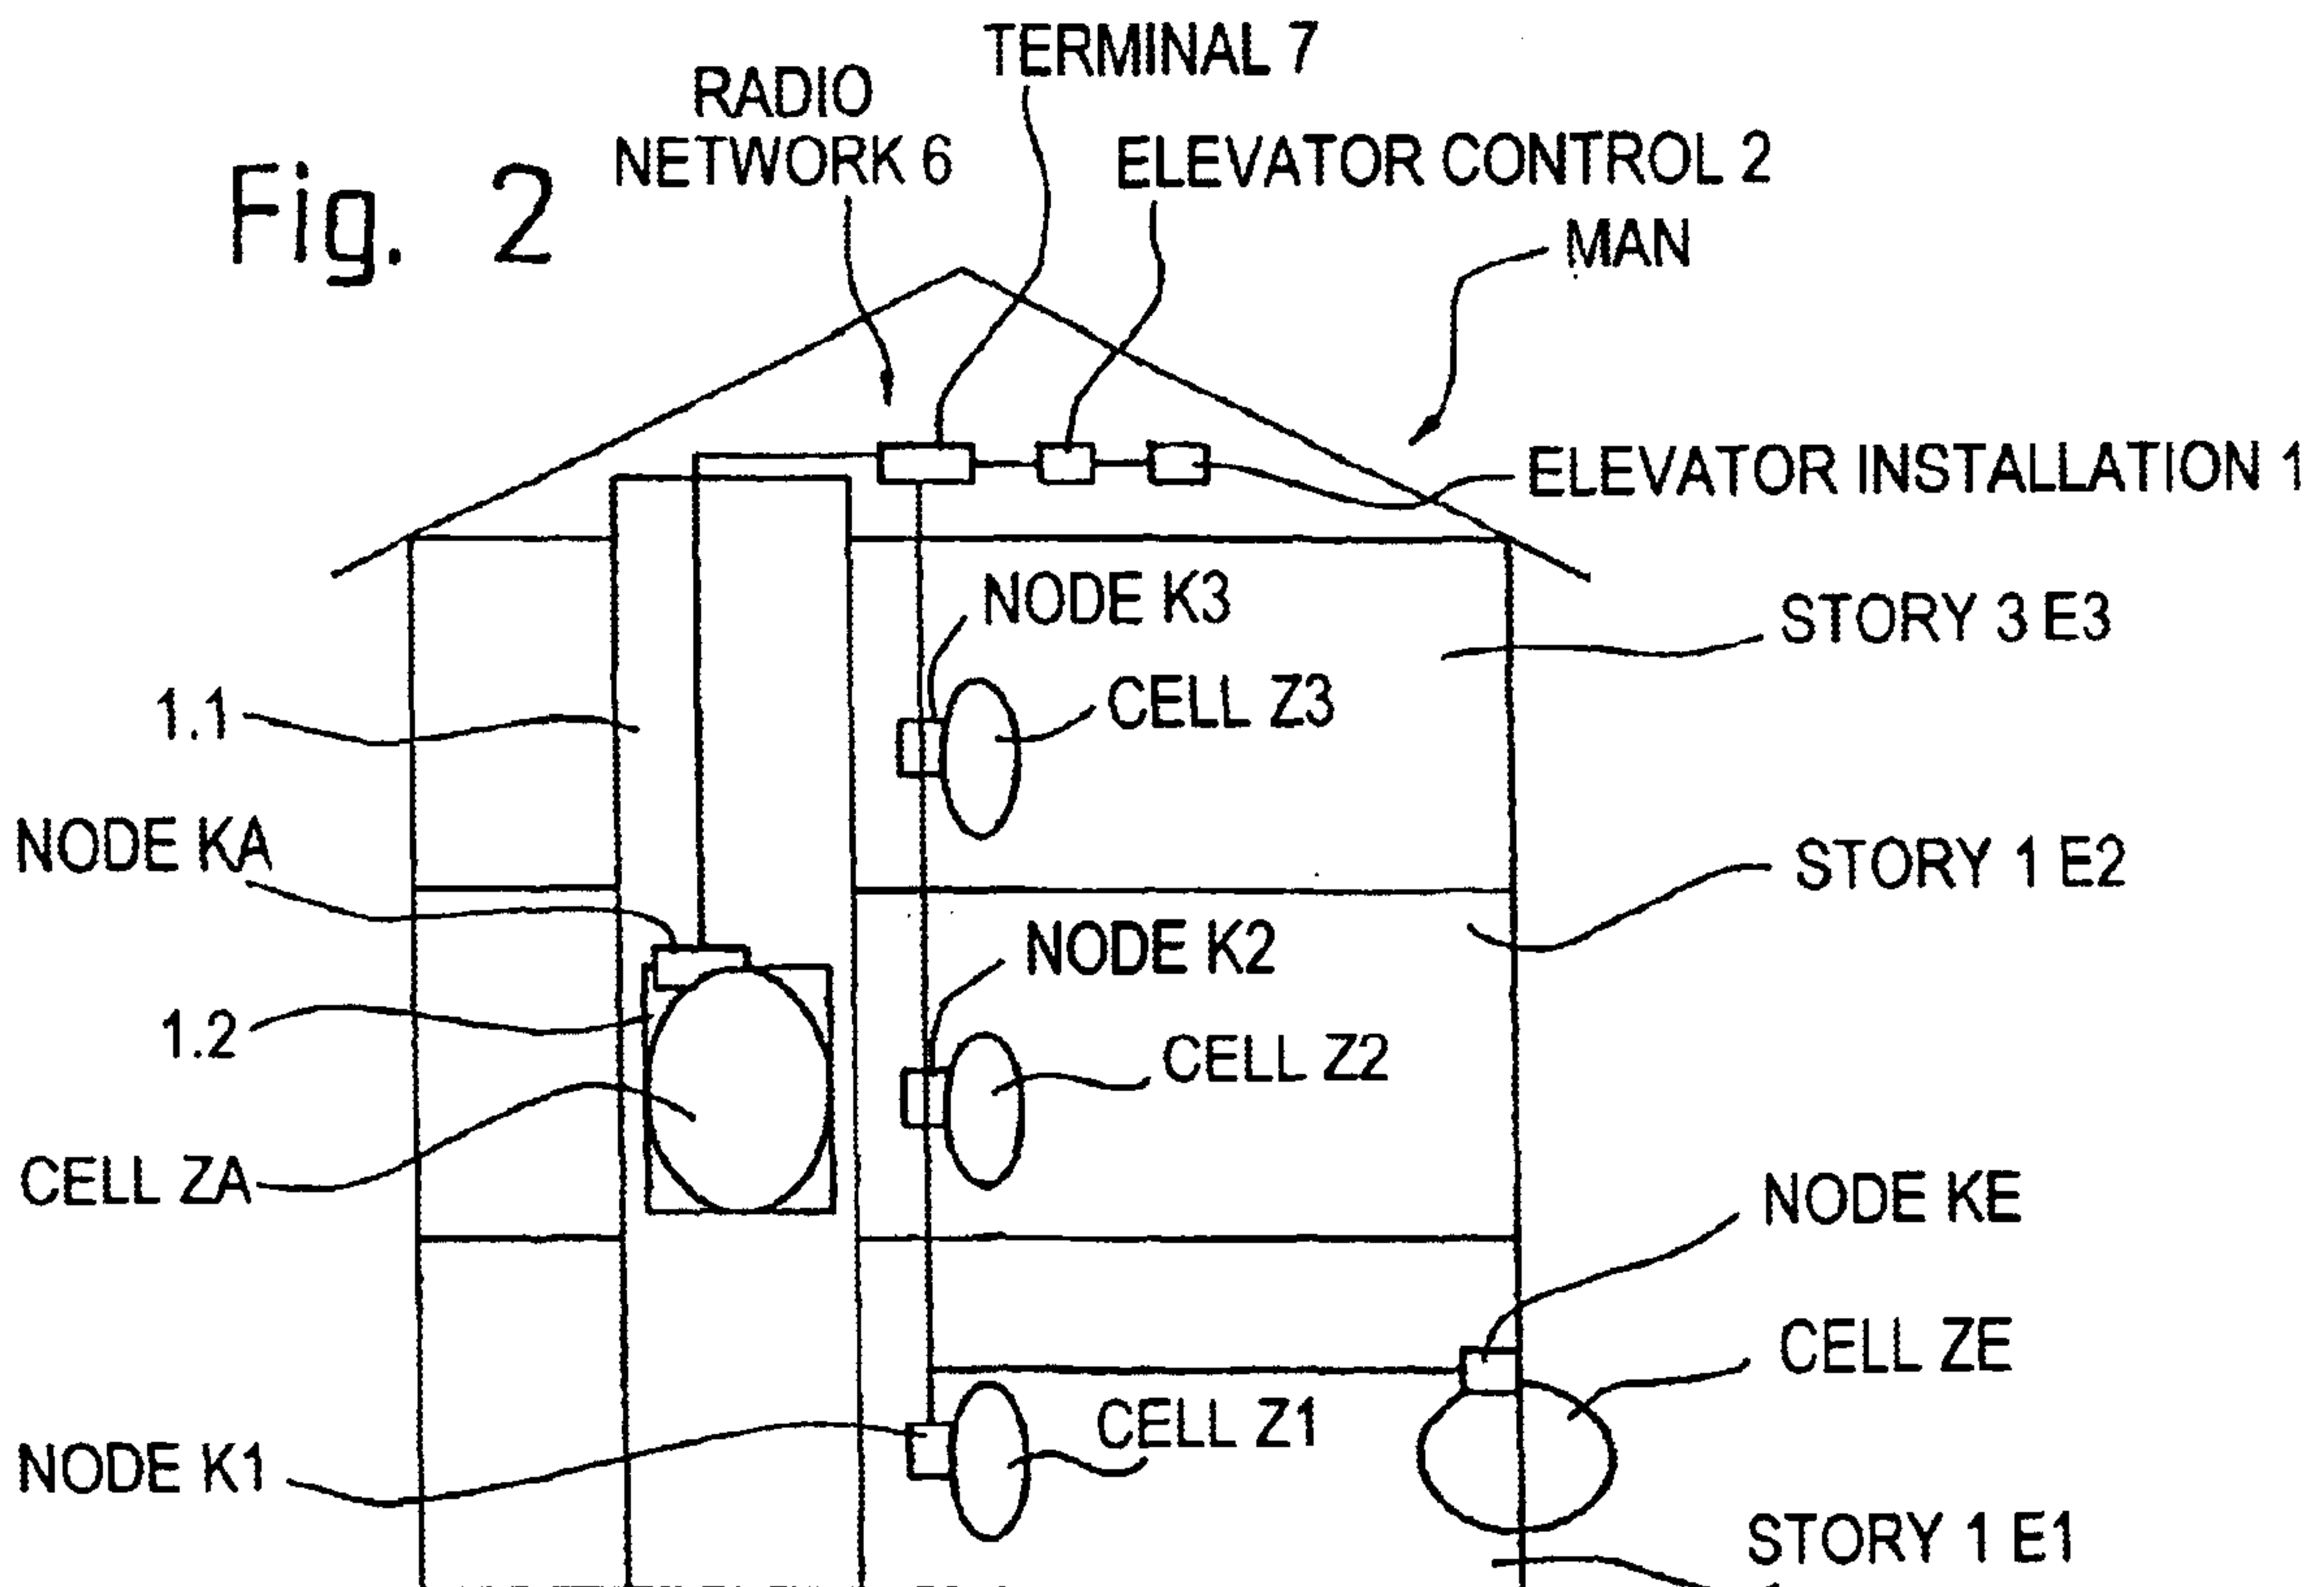 Fig. 2
TERMINAL 7
RADIO
NETWORK 6
ELEVATOR CONTROL 2
MAN
ELEVATOR INSTALLATION 1
NODE K3
STORY 3 E3
CELL Z3
1.1
NODE KA
STORY 1 E2
NODE K2
1.2
CELL Z2
CELL ZA
NODE KE
CELL ZE
CELL Z1
NODE K1
STORY 1 E1